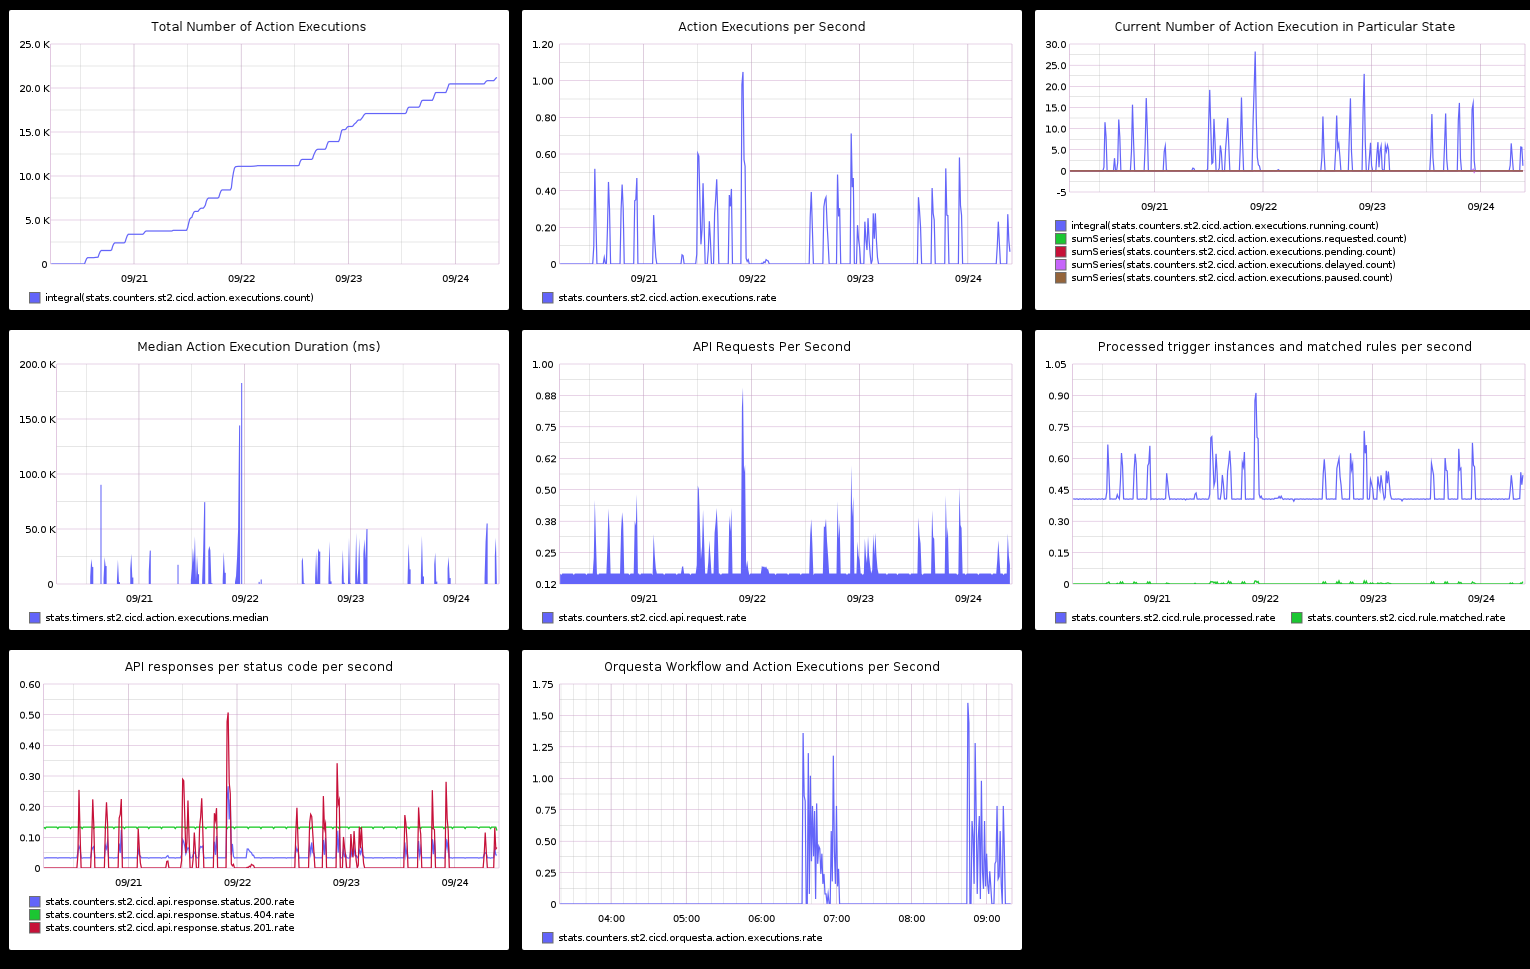 Total Number of Action Executions
25.0 K
20.0 K
15.0 K
10.0 K
5.0 K
0
09/21 09/22 09/23 09/24
integral(stats.counters.st2.cicd.action.executions.count)
Action Executions per Second
1.20
1.00
0.80
0.60
0.40
0.20
0
09/21 09/22 09/23 09/24
stats.counters.st2.cicd.action.executions.rate
Current Number of Action Execution in Particular State
30.0
25.0
20.0
15.0
10.0
5.0
0
-5
09/21 09/22 09/23 09/24
integral(stats.counters.st2.cicd.action.executions.running.count)
sumSeries(stats.counters.st2.cicd.action.executions.requested.count)
sumSeries(stats.counters.st2.cicd.action.executions.pending.count)
sumSeries(stats.counters.st2.cicd.action.executions.delayed.count)
sumSeries(stats.counters.st2.cicd.action.executions.paused.count)
Median Action Execution Duration (ms)
200.0 K
150.0 K
100.0 K
50.0 K
0
09/21 09/22 09/23 09/24
stats.timers.st2.cicd.action.executions.median
API Requests Per Second
1.00
0.88
0.75
0.62
0.50
0.38
0.25
0.12
09/21 09/22 09/23 09/24
stats.counters.st2.cicd.api.request.rate
Processed trigger instances and matched rules per second
1.05
0.90
0.75
0.60
0.45
0.30
0.15
0
09/21 09/22 09/23 09/24
stats.counters.st2.cicd.rule.processed.rate stats.counters.st2.cicd.rule.matched.rate
API responses per status code per second
0.60
0.50
0.40
0.30
0.20
0.10
0
09/21 09/22 09/23 09/24
stats.counters.st2.cicd.api.response.status.200.rate
stats.counters.st2.cicd.api.response.status.404.rate
stats.counters.st2.cicd.api.response.status.201.rate
Orquesta Workflow and Action Executions per Second
1.75
1.50
1.25
1.00
0.75
0.50
0.25
0
04:00 05:00 06:00 07:00 08:00 09:00
stats.counters.st2.cicd.orquesta.action.executions.rate